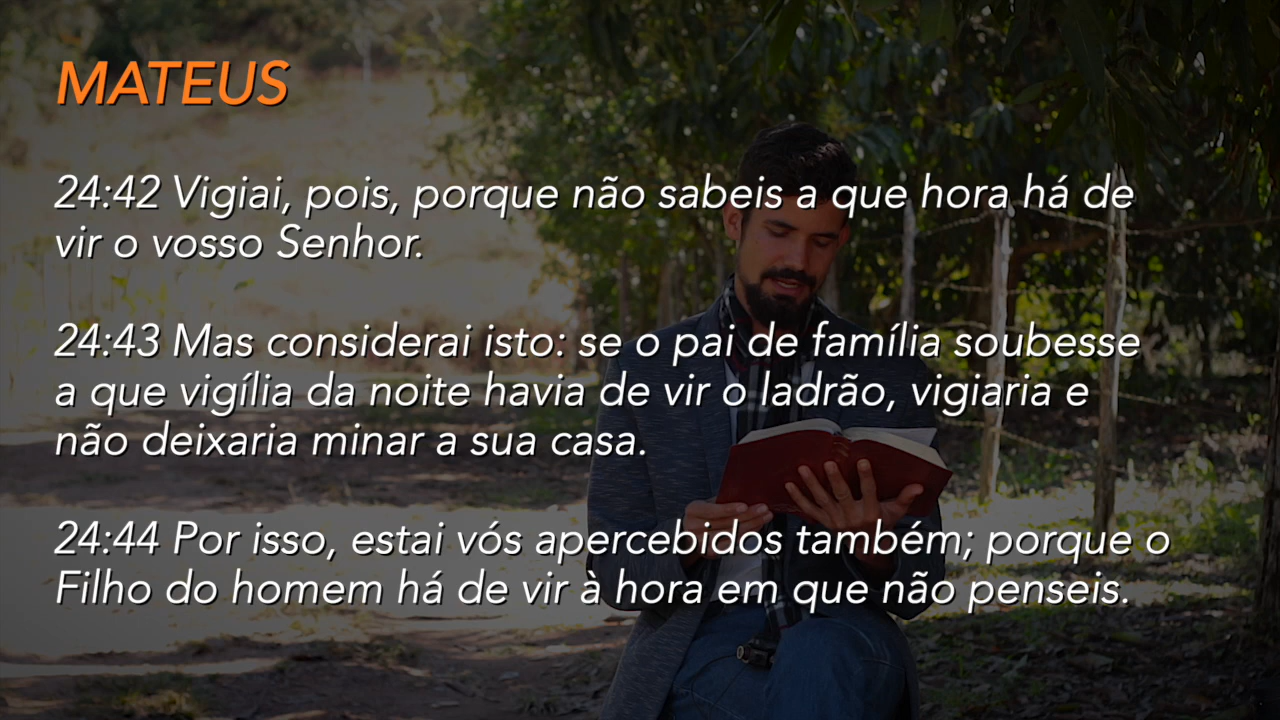 MATEUS
24:42 Vigiai, pois, porque não sabeis a que hora há de
vir o vosso Senhor.
24:43 Mas considerai isto: se o pai de família soubesse
a que vigília da noite havia de vir o ladrão, vigiaria e
não deixaria minar a sua casa.
24:44 Por isso, estai vós apercebidos também; porque o
Filho do homem há de vir à hora em que não penseis.